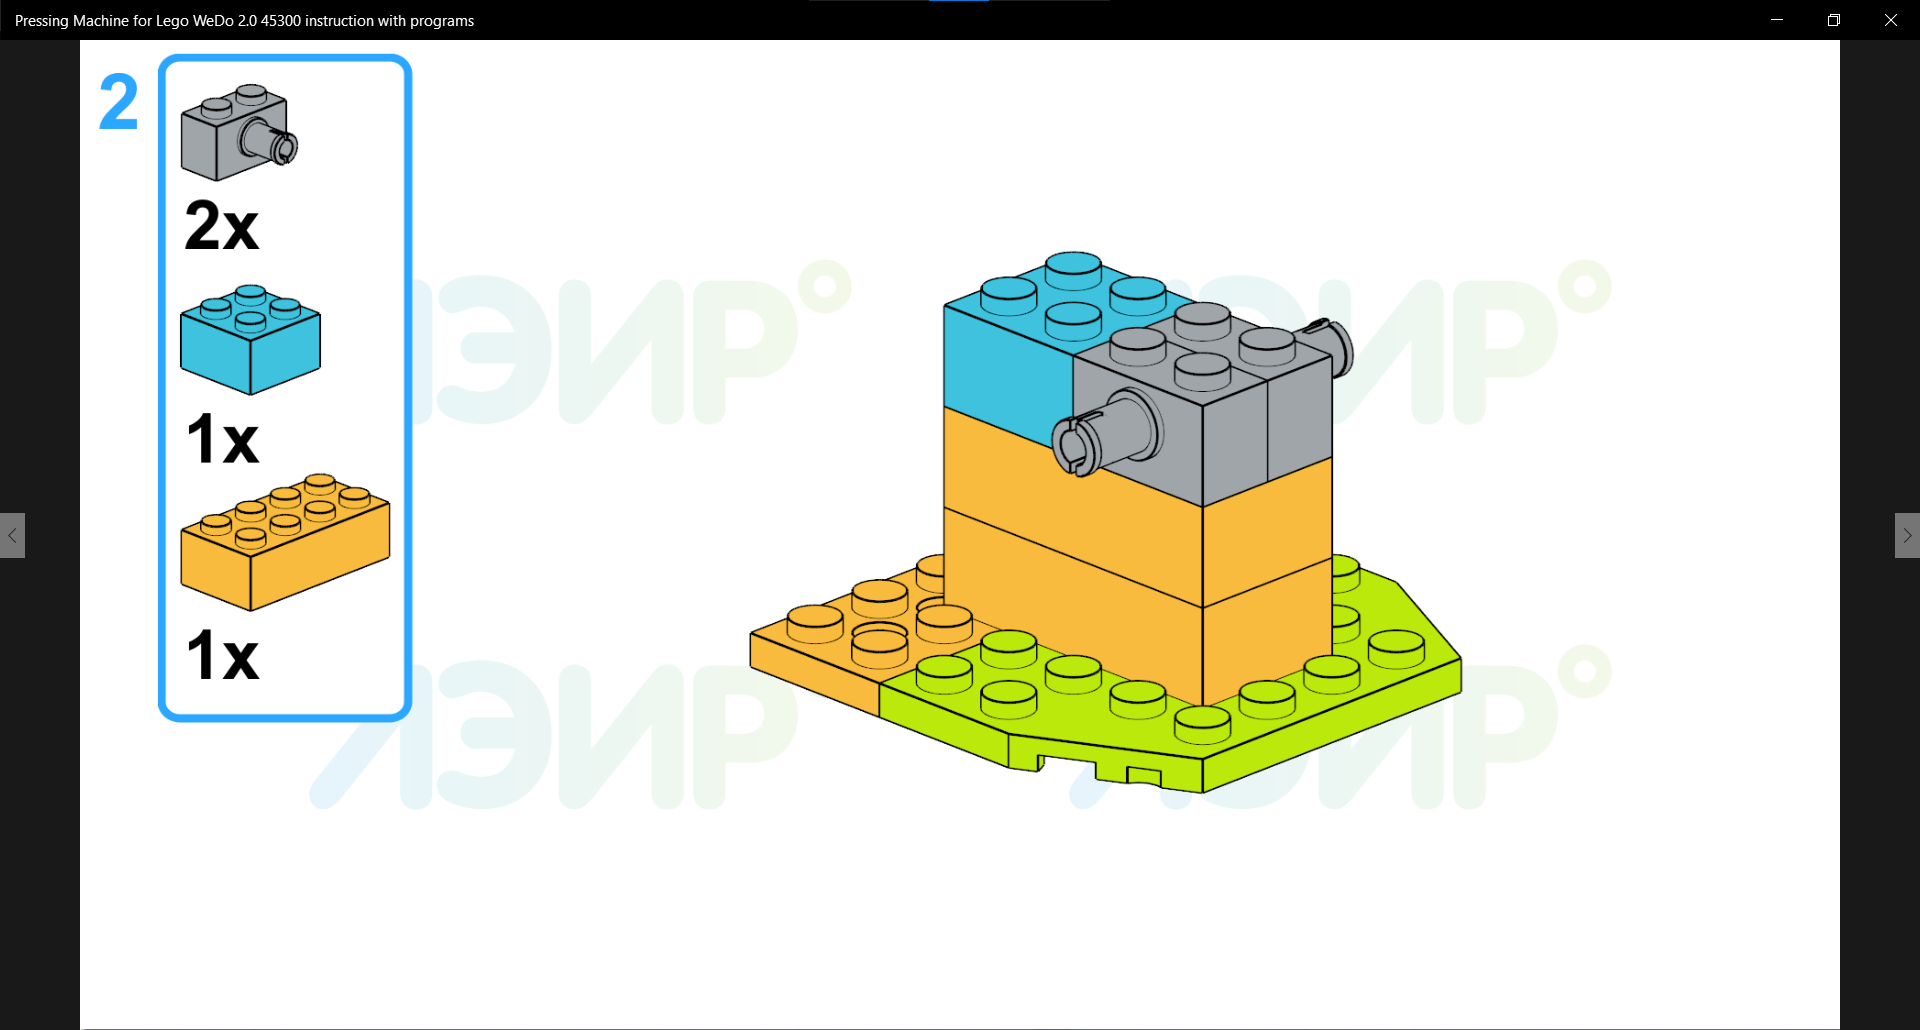 Pressing Machine for Lego WeDo 2.0 45300 instruction with programs
2
2x
1x
1x
ЛЭИР ЛЭИР
ЛЭИР ЛЭИР